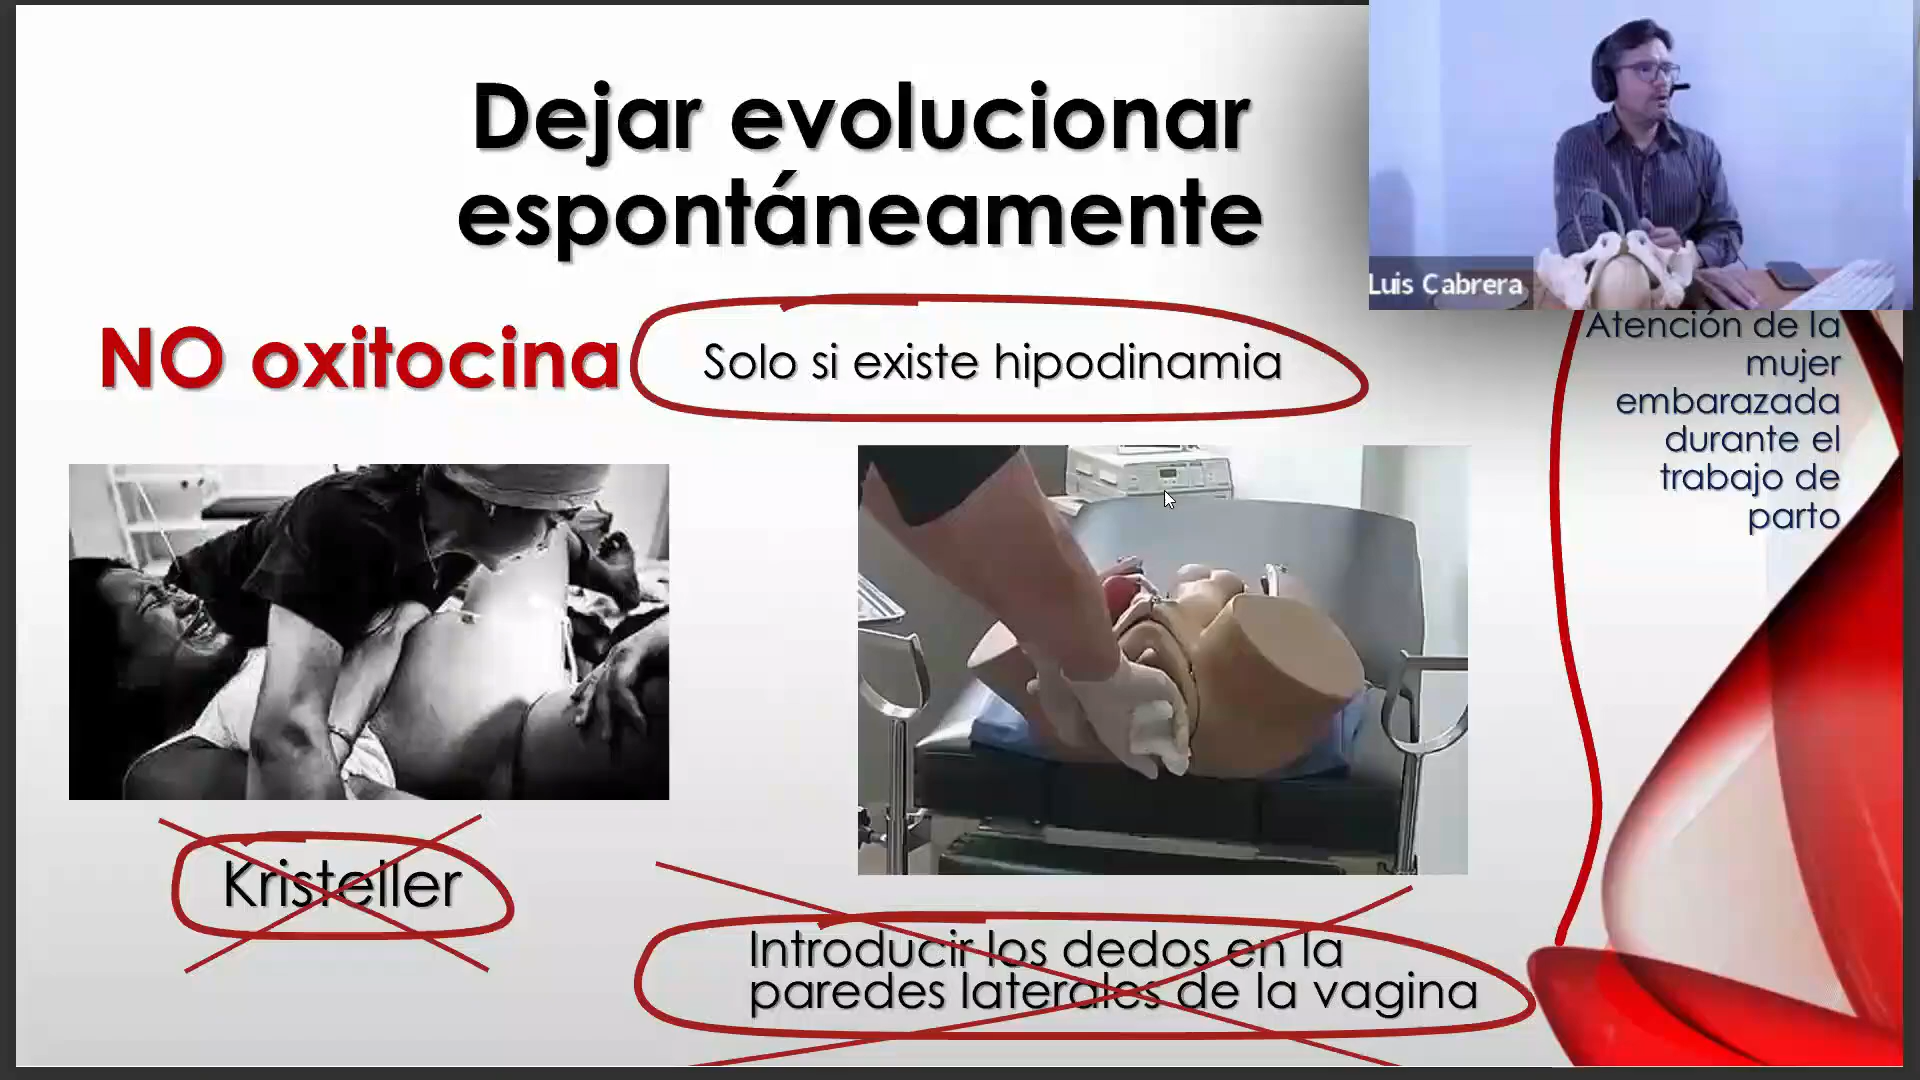 Dejar evolucionar
espontáneamente
NO oxitocina
Solo si existe hipodinamia
Luis Cabrera
Atención de la
mujer
embarazada
durante el
trabajo de
parto
Kristeller
Introducir los dedos en la
paredes laterales de la vagina